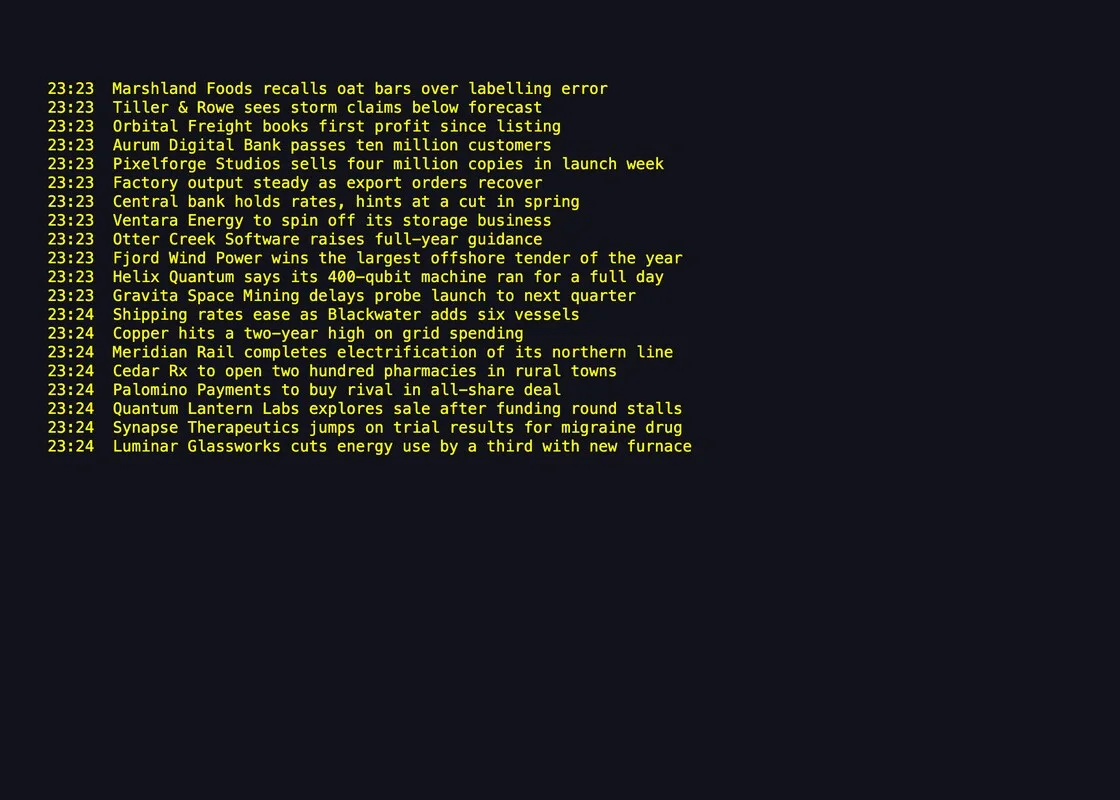 23:23  Marshland Foods recalls oat bars over labelling error
23:23  Tiller & Rowe sees storm claims below forecast
23:23  Orbital Freight books first profit since listing
23:23  Aurum Digital Bank passes ten million customers
23:23  Pixelforge Studios sells four million copies in launch week
23:23  Factory output steady as export orders recover
23:23  Central bank holds rates, hints at a cut in spring
23:23  Ventara Energy to spin off its storage business
23:23  Otter Creek Software raises full-year guidance
23:23  Fjord Wind Power wins the largest offshore tender of the year
23:23  Helix Quantum says its 400-qubit machine ran for a full day
23:23  Gravita Space Mining delays probe launch to next quarter
23:24  Shipping rates ease as Blackwater adds six vessels
23:24  Copper hits a two-year high on grid spending
23:24  Meridian Rail completes electrification of its northern line
23:24  Cedar Rx to open two hundred pharmacies in rural towns
23:24  Palomino Payments to buy rival in all-share deal
23:24  Quantum Lantern Labs explores sale after funding round stalls
23:24  Synapse Therapeutics jumps on trial results for migraine drug
23:24  Luminar Glassworks cuts energy use by a third with new furnace